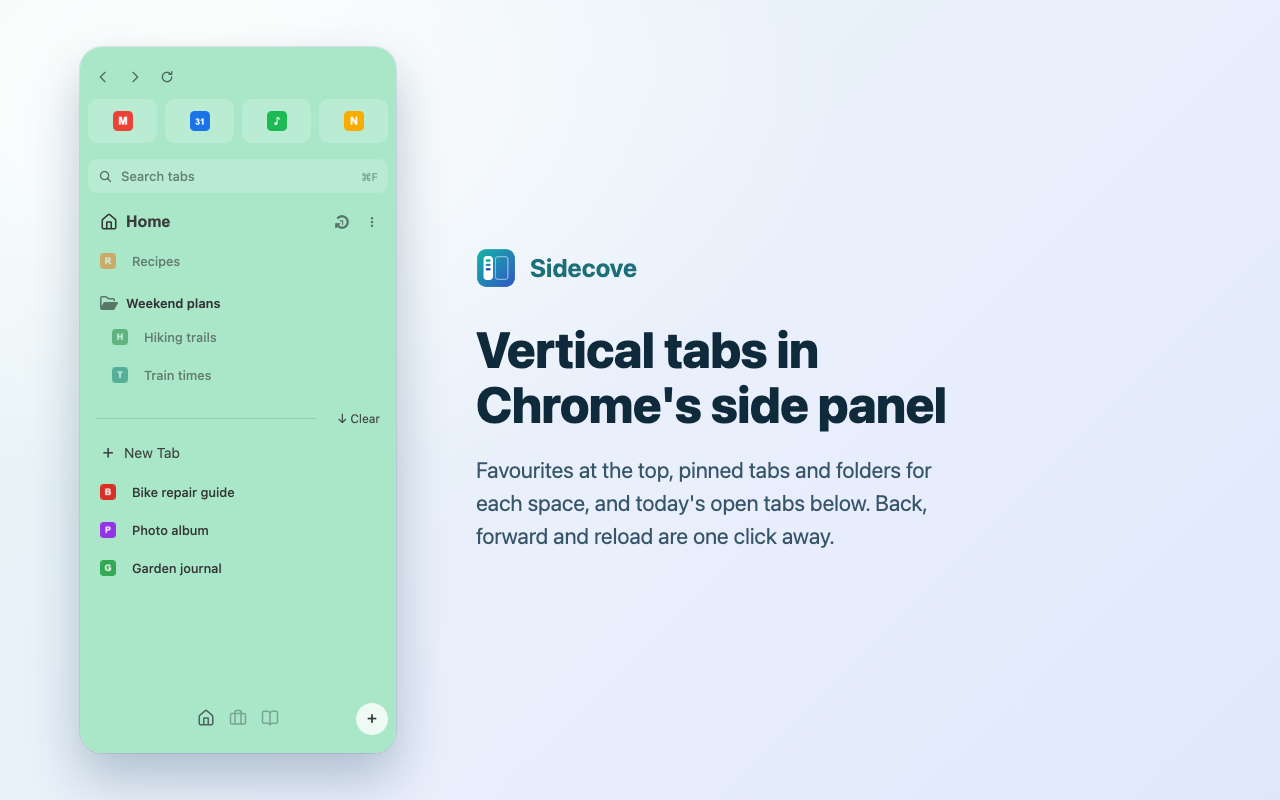 M
31
N
Search tabs
⌘F
Home
R
Recipes
Weekend plans
H
Hiking trails
T
Train times
↓ Clear
+ New Tab
B
Bike repair guide
P
Photo album
G
Garden journal
+
Sidecove
Vertical tabs in
Chrome's side panel
Favourites at the top, pinned tabs and folders for
each space, and today's open tabs below. Back,
forward and reload are one click away.